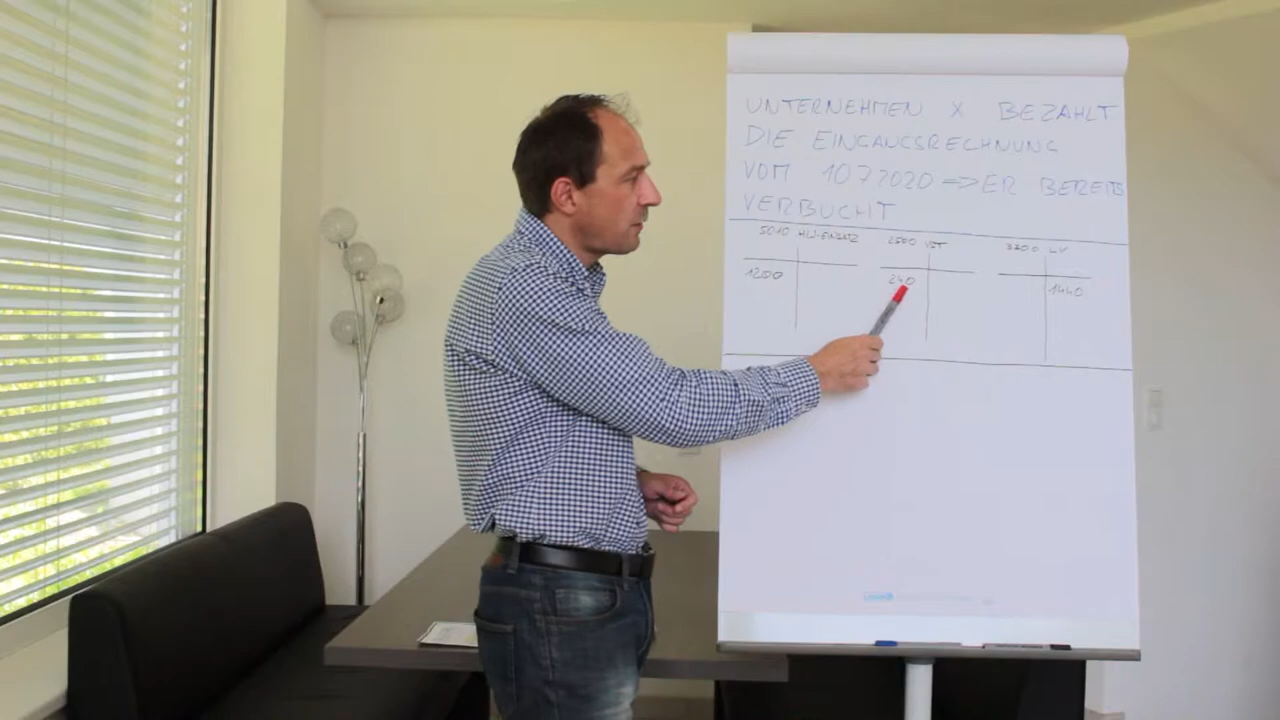 UNTERNEHMEN X BEZAHLT
DIE EINGANGSRECHNUNG
VOM 10.7.2020 => ER BEREITS
VERBUCHT
5010 HW-EINSATZ 2500 VST 3300 LV
1200 240 1440